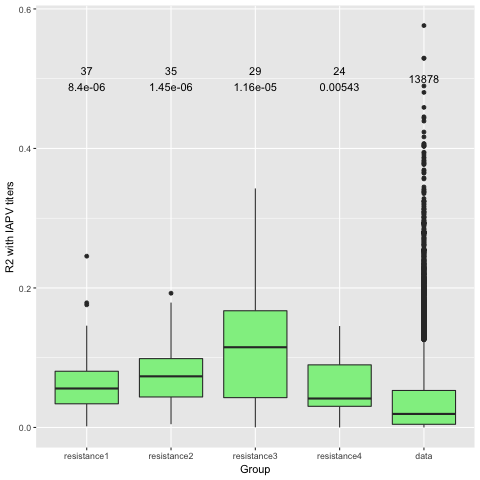 0.6
37 35 29 24 13878
8.4e-06 1.45e-06 1.16e-05 0.00543
0.4
R2 with IAPV titers
0.2
0.0
resistance1 resistance2 resistance3 resistance4 data
Group